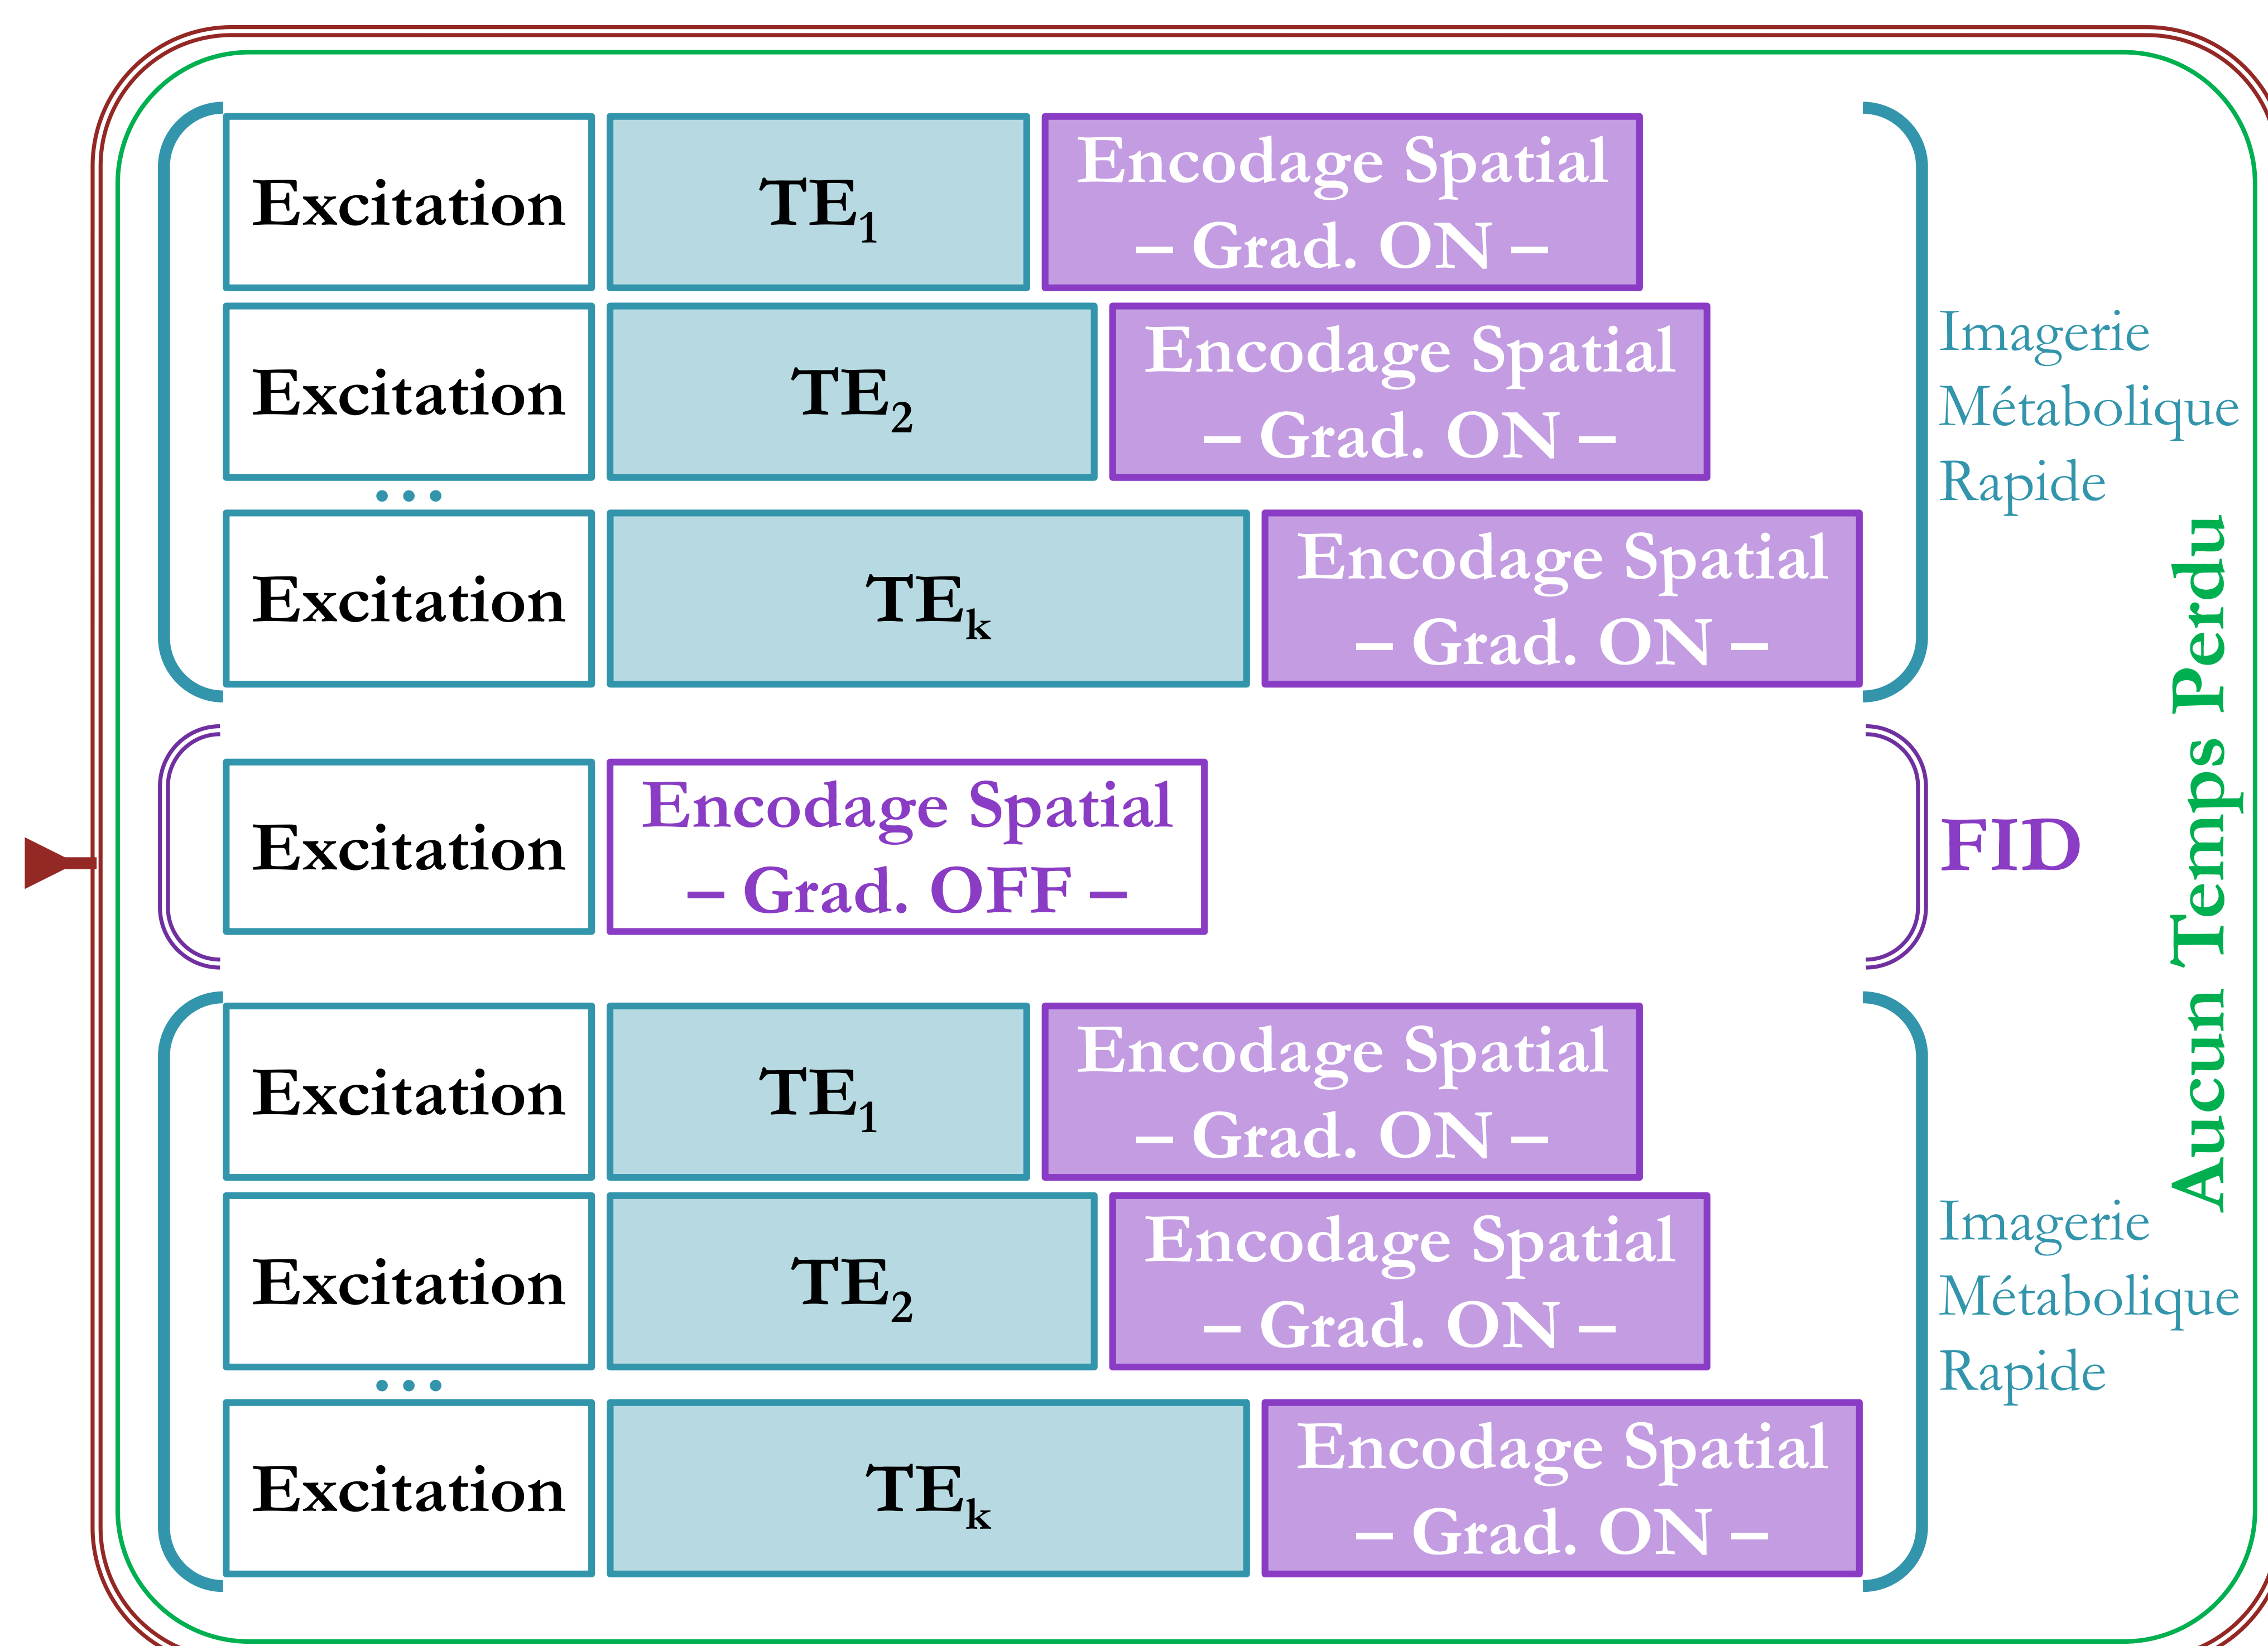 Excitation
TE1
Encodage Spatial
– Grad. ON –
Excitation
TE2
Encodage Spatial
– Grad. ON –
...
Excitation
TEk
Encodage Spatial
– Grad. ON –
Imagerie
Métabolique
Rapide
Excitation
Encodage Spatial
– Grad. OFF –
FID
Aucun Temps Perdu
Excitation
TE1
Encodage Spatial
– Grad. ON –
Excitation
TE2
Encodage Spatial
– Grad. ON –
...
Excitation
TEk
Encodage Spatial
– Grad. ON –
Imagerie
Métabolique
Rapide